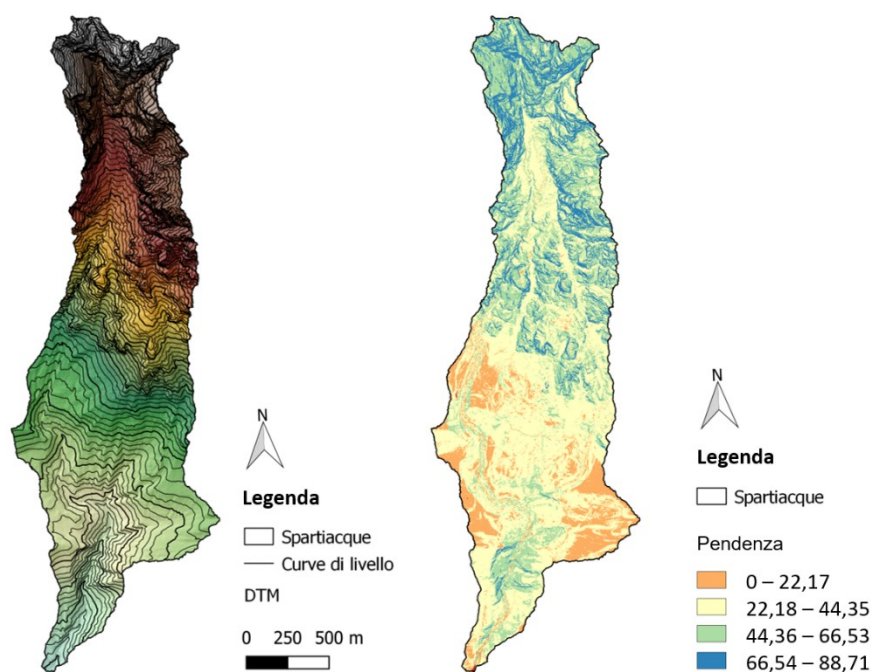 N
Legenda
Spartiacque
Curve di livello
DTM
0 250 500 m
N
Legenda
Spartiacque
Pendenza
0 – 22,17
22,18 – 44,35
44,36 – 66,53
66,54 – 88,71